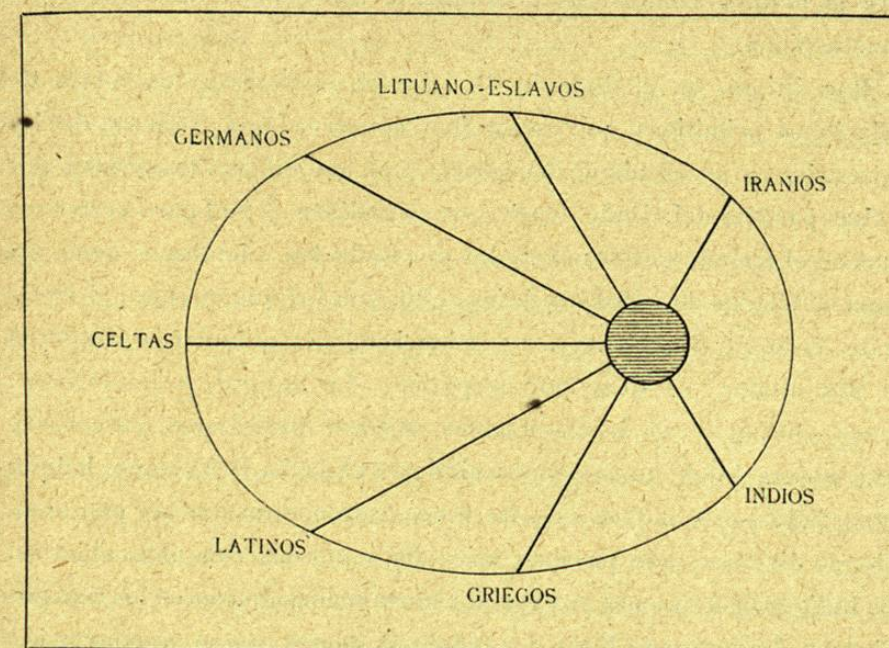 LITUANO-ESLAVOS
GERMANOS
IRANIOS
CELTAS
INDIOS
LATINOS
GRIEGOS